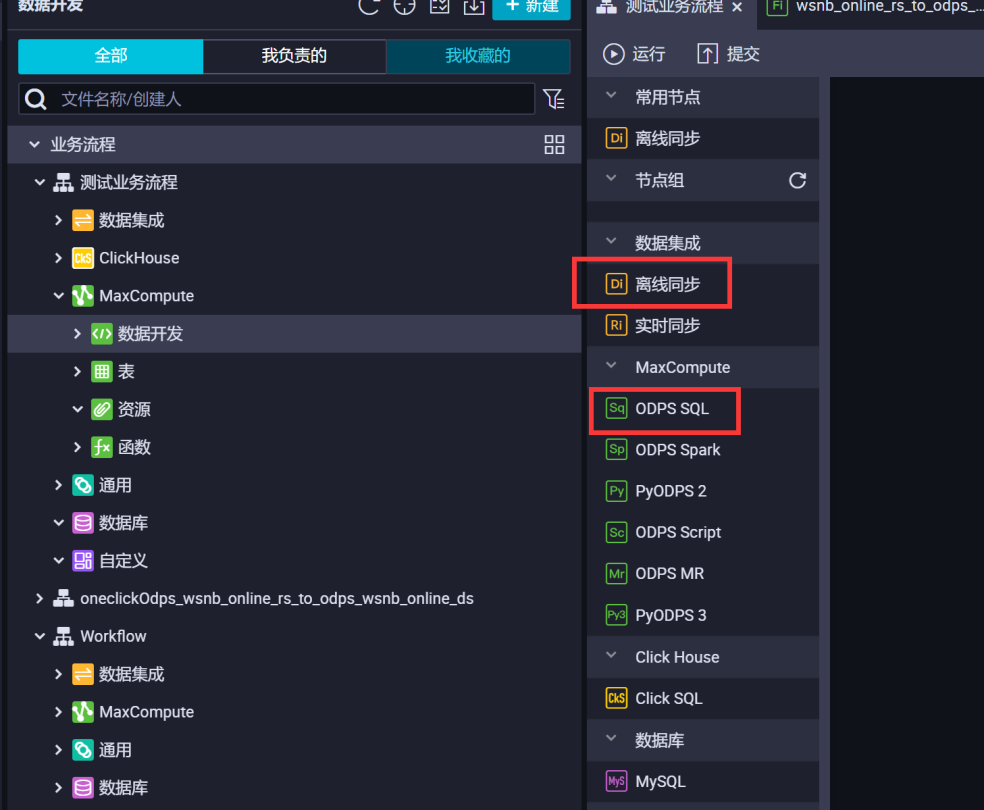 数据开发
新建
全部
我负责的
我收藏的
文件名称/创建人
业务流程
测试业务流程
数据集成
CkS
ClickHouse
MaxCompute
数据开发
表
资源
fx
函数
通用
数据库
自定义
oneclickOdps_wsnb_online_rs_to_odps_wsnb_online_ds
Workflow
数据集成
MaxCompute
通用
数据库
测试业务流程
Fi
wsnb_online_rs_to_odps_...
运行
提交
常用节点
Di 离线同步
节点组
数据集成
Di 离线同步
Ri 实时同步
MaxCompute
Sq ODPS SQL
Sp ODPS Spark
Py PyODPS 2
Sc ODPS Script
Mr ODPS MR
Py3 PyODPS 3
Click House
CkS Click SQL
数据库
MyS MySQL